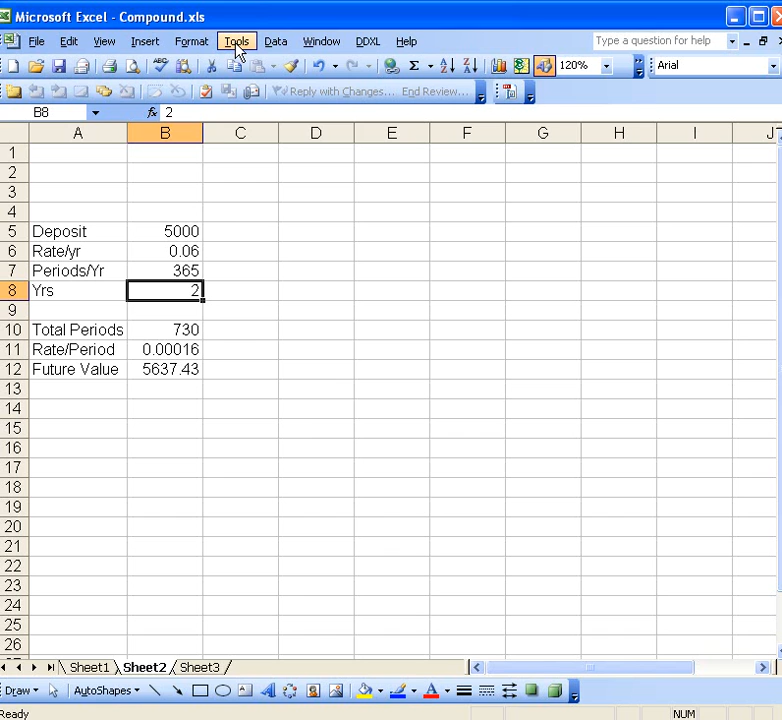 Microsoft Excel - Compound.xls
File Edit View Insert Format Tools Data Window DDXL Help Type a question for help
Σ 120% Arial
Reply with Changes... End Review...
B8 fx 2
A B C D E F G H I J
1
2
3
4
5 Deposit 5000
6 Rate/yr 0.06
7 Periods/Yr 365
8 Yrs 2
9
10 Total Periods 730
11 Rate/Period 0.00016
12 Future Value 5637.43
13
14
15
16
17
18
19
20
21
22
23
24
25
26
Sheet1 Sheet2 Sheet3
Draw AutoShapes A A
Ready NUM